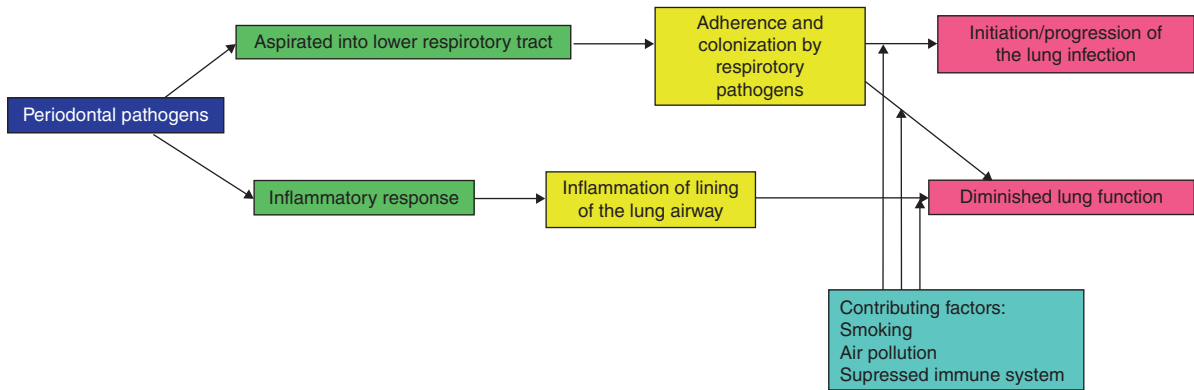 Periodontal pathogens
Aspirated into lower respirotory tract
Adherence and
colonization by
respiratory
pathogens
Initiation/progression of
the lung infection
Inflammatory response
Inflammation of lining
of the lung airway
Diminished lung function
Contributing factors:
Smoking
Air pollution
Supressed immune system